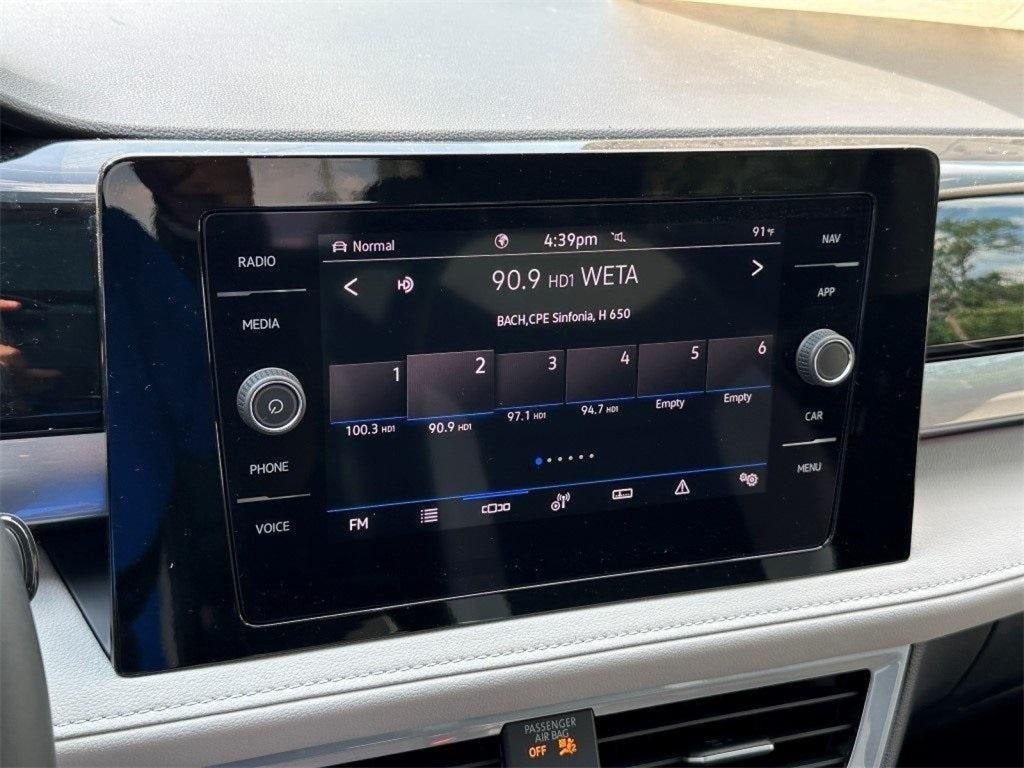 RADIO
MEDIA
PHONE
VOICE
Normal
4:39pm
91°F
90.9 HD1 WETA
BACH,CPE Sinfonia, H 650
1 2 3 4 5 6
100.3 HD1 90.9 HD1 97.1 HD1 94.7 HD1 Empty Empty
FM
NAV
APP
CAR
MENU
PASSENGER
AIR BAG
OFF